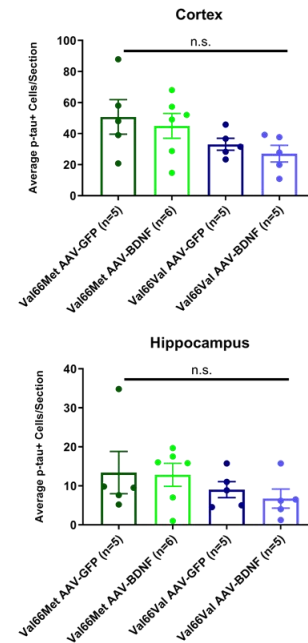 Cortex
n.s.
Average p-tau+ Cells/Section
100
80
60
40
20
0
Val66Met AAV-GFP (n=5)
Val66Met AAV-BDNF (n=6)
Val66Val AAV-GFP (n=5)
Val66Val AAV-BDNF (n=5)
Hippocampus
n.s.
Average p-tau+ Cells/Section
40
30
20
10
0
Val66Met AAV-GFP (n=5)
Val66Met AAV-BDNF (n=6)
Val66Val AAV-GFP (n=5)
Val66Val AAV-BDNF (n=5)